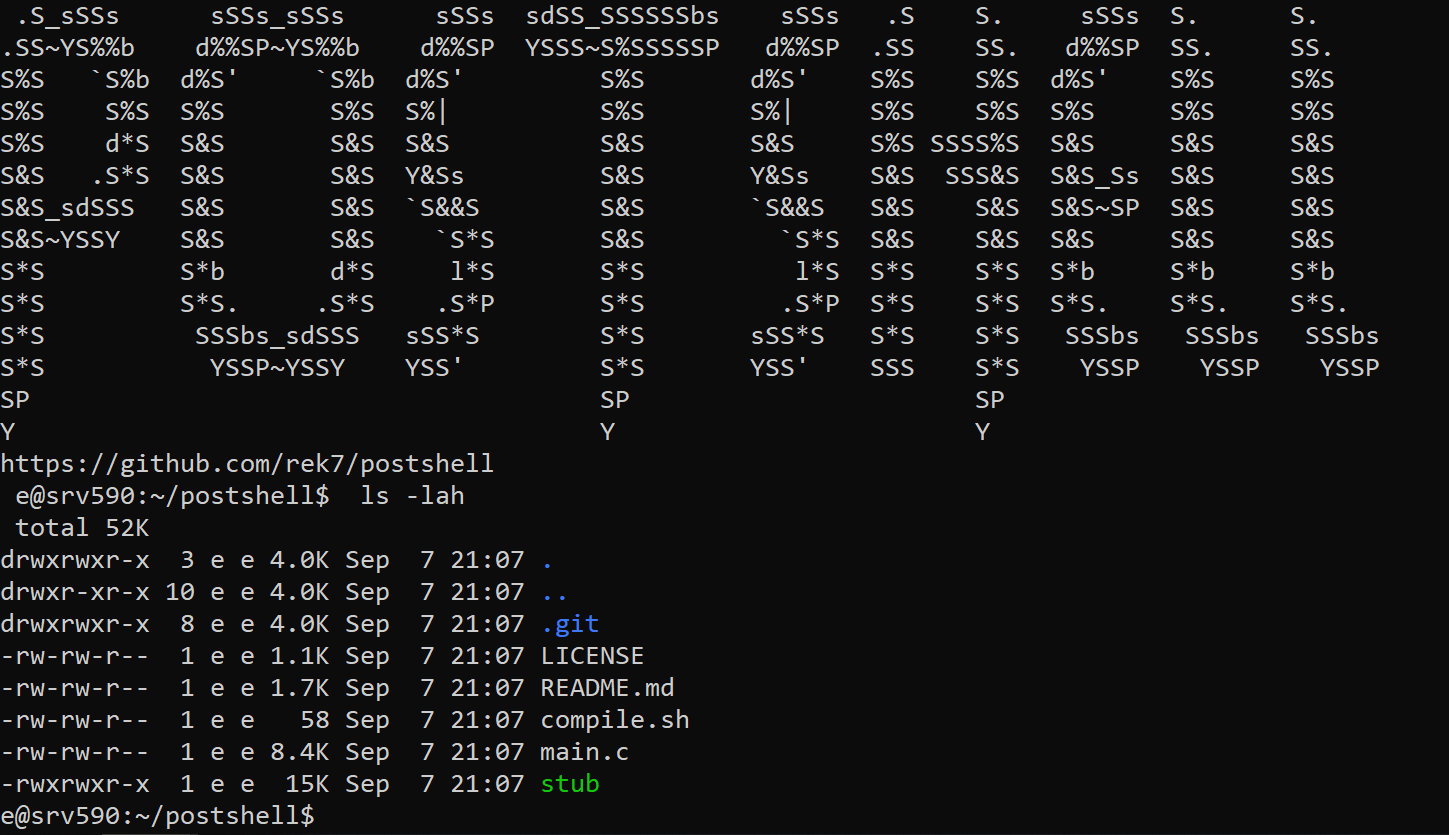 .S_sSSs      sSSs_sSSs      sSSs  sdSS_SSSSSSbs    sSSs   .S    S.    sSSs  S.      S.
.SS~YS%%b    d%%SP~YS%%b    d%%SP  YSSS~S%SSSSSP   d%%SP  .SS    SS.  d%%SP  SS.     SS.
S%S   `S%b  d%S'     `S%b  d%S'         S%S       d%S'    S%S    S%S d%S'    S%S     S%S
S%S    S%S  S%S       S%S  S%|          S%S       S%|     S%S    S%S S%S     S%S     S%S
S%S    d*S  S&S       S&S  S&S          S&S       S&S     S%S SSSS%S S&S     S&S     S&S
S&S   .S*S  S&S       S&S  Y&Ss         S&S       Y&Ss    S&S  SSS&S S&S_Ss  S&S     S&S
S&S_sdSSS   S&S       S&S  `S&&S        S&S       `S&&S   S&S    S&S S&S~SP  S&S     S&S
S&S~YSSY    S&S       S&S    `S*S       S&S         `S*S  S&S    S&S S&S     S&S     S&S
S*S         S*b       d*S     l*S       S*S          l*S  S*S    S*S S*b     S*b     S*b
S*S         S*S.     .S*S    .S*P       S*S         .S*P  S*S    S*S S*S.    S*S.    S*S.
S*S          SSSbs_sdSSS   sSS*S        S*S       sSS*S   S*S    S*S  SSSbs   SSSbs   SSSbs
S*S           YSSP~YSSY    YSS'         S*S       YSS'    SSS    S*S   YSSP    YSSP    YSSP
SP                                      SP                       SP
Y                                       Y                        Y
https://github.com/rek7/postshell
 e@srv590:~/postshell$  ls -lah
 total 52K
drwxrwxr-x  3 e e 4.0K Sep  7 21:07 .
drwxr-xr-x 10 e e 4.0K Sep  7 21:07 ..
drwxrwxr-x  8 e e 4.0K Sep  7 21:07 .git
-rw-rw-r--  1 e e 1.1K Sep  7 21:07 LICENSE
-rw-rw-r--  1 e e 1.7K Sep  7 21:07 README.md
-rw-rw-r--  1 e e   58 Sep  7 21:07 compile.sh
-rw-rw-r--  1 e e 8.4K Sep  7 21:07 main.c
-rwxrwxr-x  1 e e  15K Sep  7 21:07 stub
e@srv590:~/postshell$